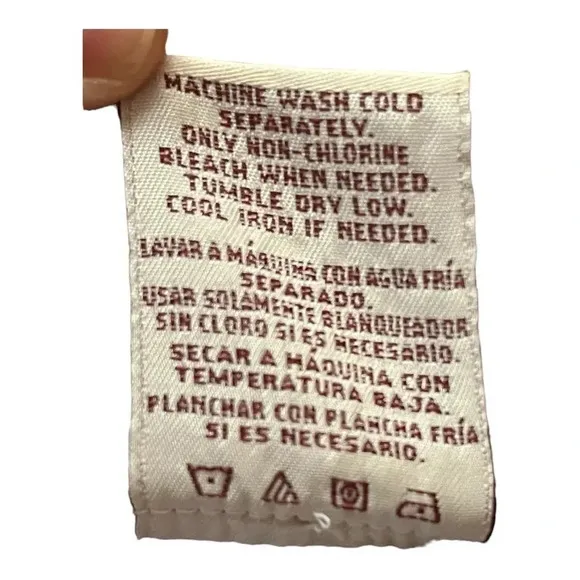 MACHINE WASH COLD
SEPARATELY.
ONLY NON-CHLORINE
BLEACH WHEN NEEDED.
TUMBLE DRY LOW.
COOL IRON IF NEEDED.
LAVAR A MÁQUINA CON AGUA FRÍA
SEPARADO.
USAR SOLAMENTE BLANQUEADOR
SIN CLORO SI ES NECESARIO.
SECAR A MÁQUINA CON
TEMPERATURA BAJA.
PLANCHAR CON PLANCHA FRÍA
SI ES NECESARIO.